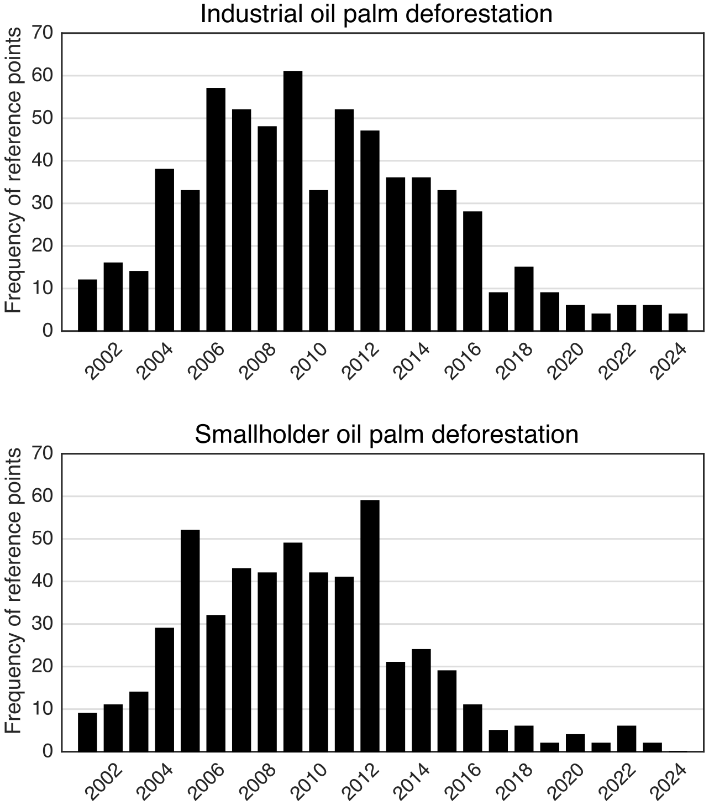 Industrial oil palm deforestation
Frequency of reference points
70
60
50
40
30
20
10
0
2002 2004 2006 2008 2010 2012 2014 2016 2018 2020 2022 2024
Smallholder oil palm deforestation
Frequency of reference points
70
60
50
40
30
20
10
0
2002 2004 2006 2008 2010 2012 2014 2016 2018 2020 2022 2024